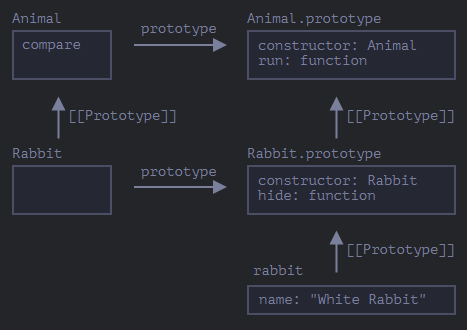 Animal
prototype
Animal.prototype
compare
constructor: Animal
run: function
[[Prototype]]
[[Prototype]]
Rabbit
prototype
Rabbit.prototype
constructor: Rabbit
hide: function
[[Prototype]]
rabbit
name: "White Rabbit"